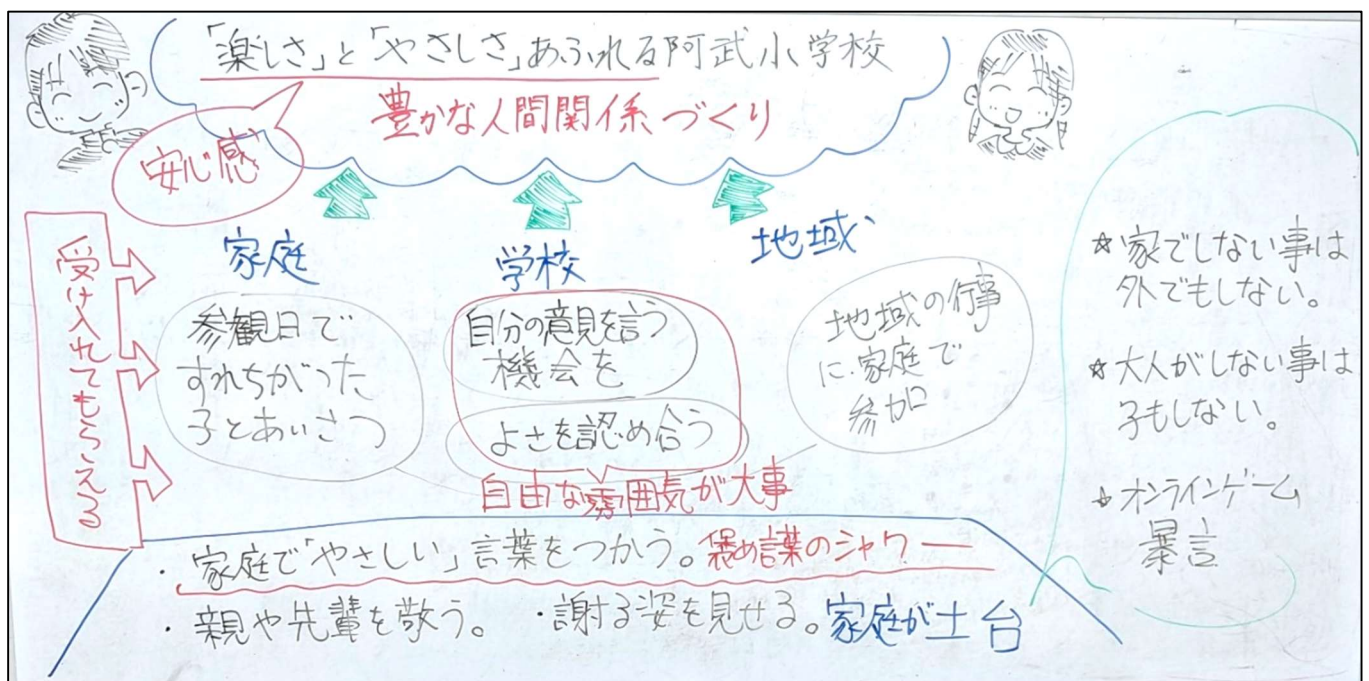 「楽しさ」と「やさしさ」あふれる阿武小学校
豊かな人間関係づくり
安心感
家庭
学校
地域
受け入れてもらえる
参観日で
すれちがった
子とあいさつ
自分の意見を言う
機会を
よさを認め合う
自由な雰囲気が大事
地域の行事
に家庭で
参加
・家庭で「やさしい」言葉をつかう。褒め言葉のシャワー
・親や先輩を敬う。 ・謝る姿を見せる。家庭が土台
☆家でしない事は
外でもしない。
☆大人がしない事は
子もしない。
☆オンラインゲーム
暴言